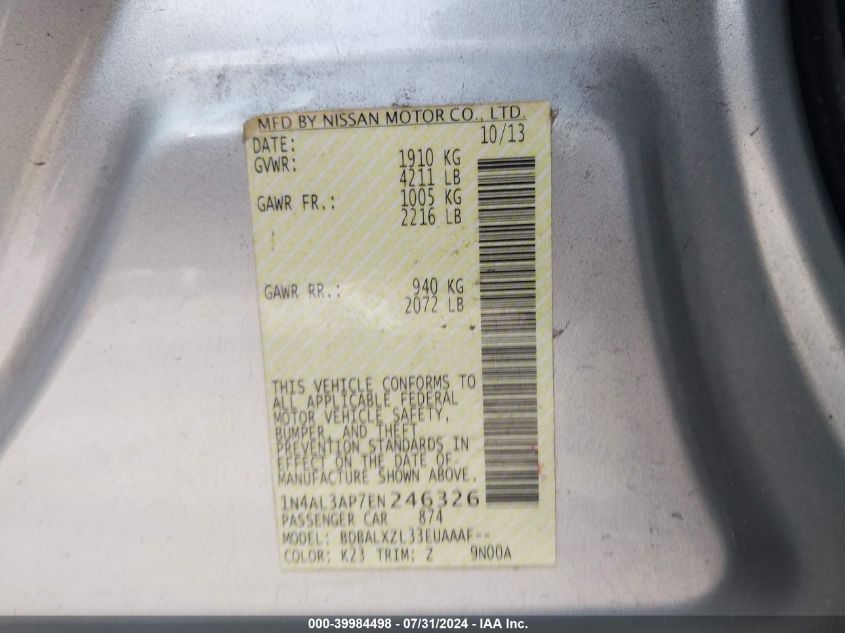 MFD BY NISSAN MOTOR CO., LTD.
DATE: 10/13
GVWR: 1910 KG
4211 LB
GAWR FR.: 1005 KG
2216 LB
GAWR RR.: 940 KG
2072 LB
THIS VEHICLE CONFORMS TO
ALL APPLICABLE FEDERAL
MOTOR VEHICLE SAFETY,
BUMPER, AND THEFT
PREVENTION STANDARDS IN
EFFECT ON THE DATE OF
MANUFACTURE SHOWN ABOVE.
1N4AL3AP7EN246326
PASSENGER CAR 874
MODEL: BDBALXZL33EUAAAF--
COLOR: K23 TRIM: Z 9N00A
000-39984498 - 07/31/2024 - IAA Inc.